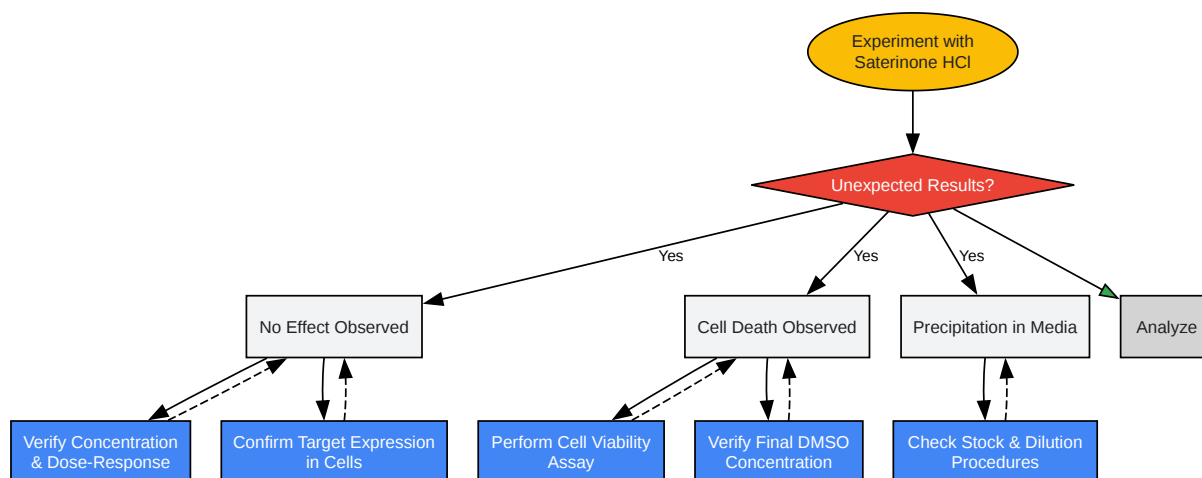 Experiment with
Saterinone HCl
Unexpected Results?
Yes
Yes
Yes
No Effect Observed
Cell Death Observed
Precipitation in Media
Analyze
Verify Concentration
& Dose-Response
Confirm Target Expression
in Cells
Perform Cell Viability
Assay
Verify Final DMSO
Concentration
Check Stock & Dilution
Procedures